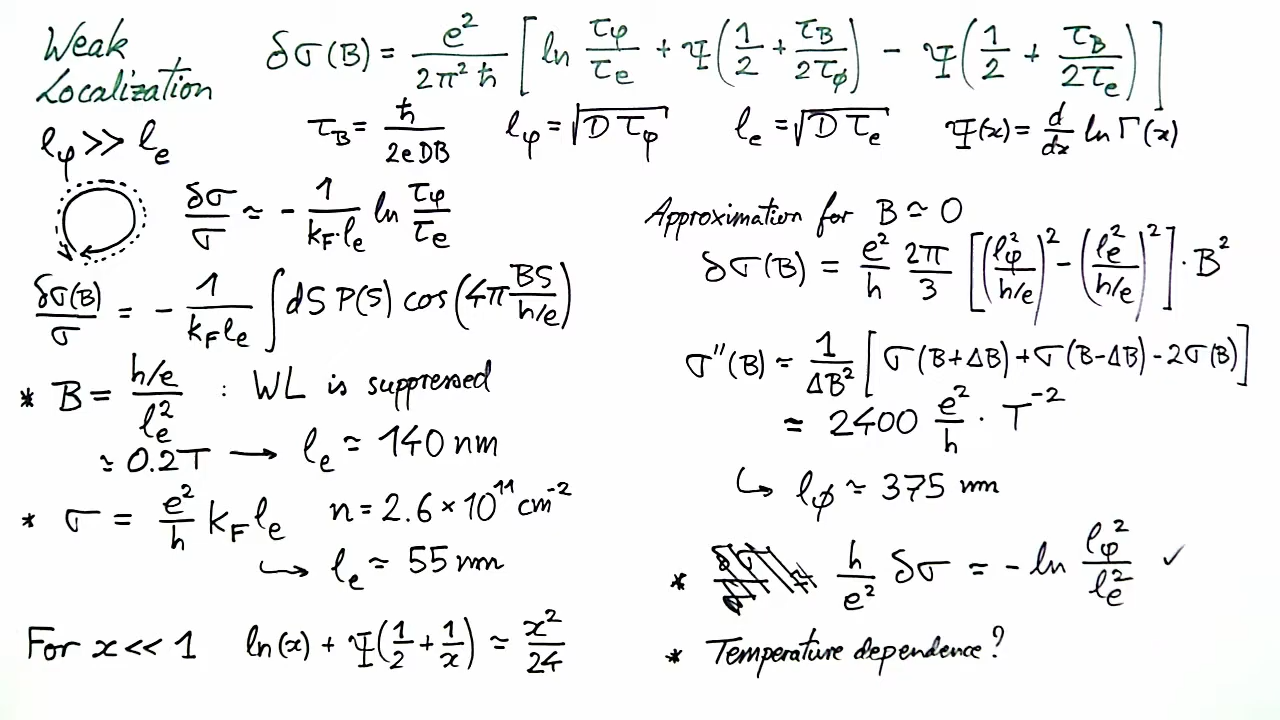 Weak Localization
δσ(B) = e²/2π²ħ [ln τφ/τe + Ψ(1/2 + τB/2τϕ) − Ψ(1/2 + τB/2τe)]
τB = ħ/2eDB   lφ = √Dτφ   le = √Dτe   Ψ(x) = d/dx ln Γ(x)
lφ >> le
δσ/σ ≃ − 1/kF·le ln τφ/τe
δσ(B)/σ = − 1/kFle ∫dS P(S) cos(4π BS/h/e)
* B = h/e/le² : WL is suppressed
≃ 0.2T → le ≃ 140 nm
* σ = e²/h kFle   n = 2.6 × 10¹¹ cm⁻²
↳ le ≃ 55 nm
For x << 1   ln(x) + Ψ(1/2 + 1/x) ≃ x²/24
Approximation for B ≃ 0
δσ(B) = e²/h 2π/3 [(lφ²/h/e)² − (le²/h/e)²] · B²
σ''(B) ≃ 1/ΔB² [σ(B+ΔB) + σ(B−ΔB) − 2σ(B)]
≃ 2400 e²/h · T⁻²
↳ lϕ ≃ 375 nm
* h/e² δσ = − ln lφ²/le² ✓
* Temperature dependence?